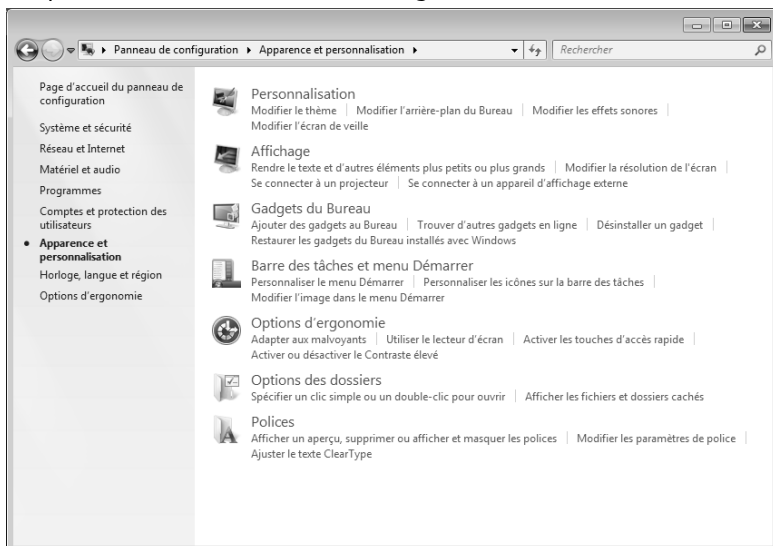 Panneau de configuration ▸ Apparence et personnalisation ▸
Rechercher
Page d'accueil du panneau de
configuration
Système et sécurité
Réseau et Internet
Matériel et audio
Programmes
Comptes et protection des
utilisateurs
Apparence et
personnalisation
Horloge, langue et région
Options d'ergonomie
Personnalisation
Modifier le thème | Modifier l'arrière-plan du Bureau | Modifier les effets sonores |
Modifier l'écran de veille
Affichage
Rendre le texte et d'autres éléments plus petits ou plus grands | Modifier la résolution de l'écran |
Se connecter à un projecteur | Se connecter à un appareil d'affichage externe
Gadgets du Bureau
Ajouter des gadgets au Bureau | Trouver d'autres gadgets en ligne | Désinstaller un gadget |
Restaurer les gadgets du Bureau installés avec Windows
Barre des tâches et menu Démarrer
Personnaliser le menu Démarrer | Personnaliser les icônes sur la barre des tâches |
Modifier l'image dans le menu Démarrer
Options d'ergonomie
Adapter aux malvoyants | Utiliser le lecteur d'écran | Activer les touches d'accès rapide |
Activer ou désactiver le Contraste élevé
Options des dossiers
Spécifier un clic simple ou un double-clic pour ouvrir | Afficher les fichiers et dossiers cachés
Polices
Afficher un aperçu, supprimer ou afficher et masquer les polices | Modifier les paramètres de police |
Ajuster le texte ClearType